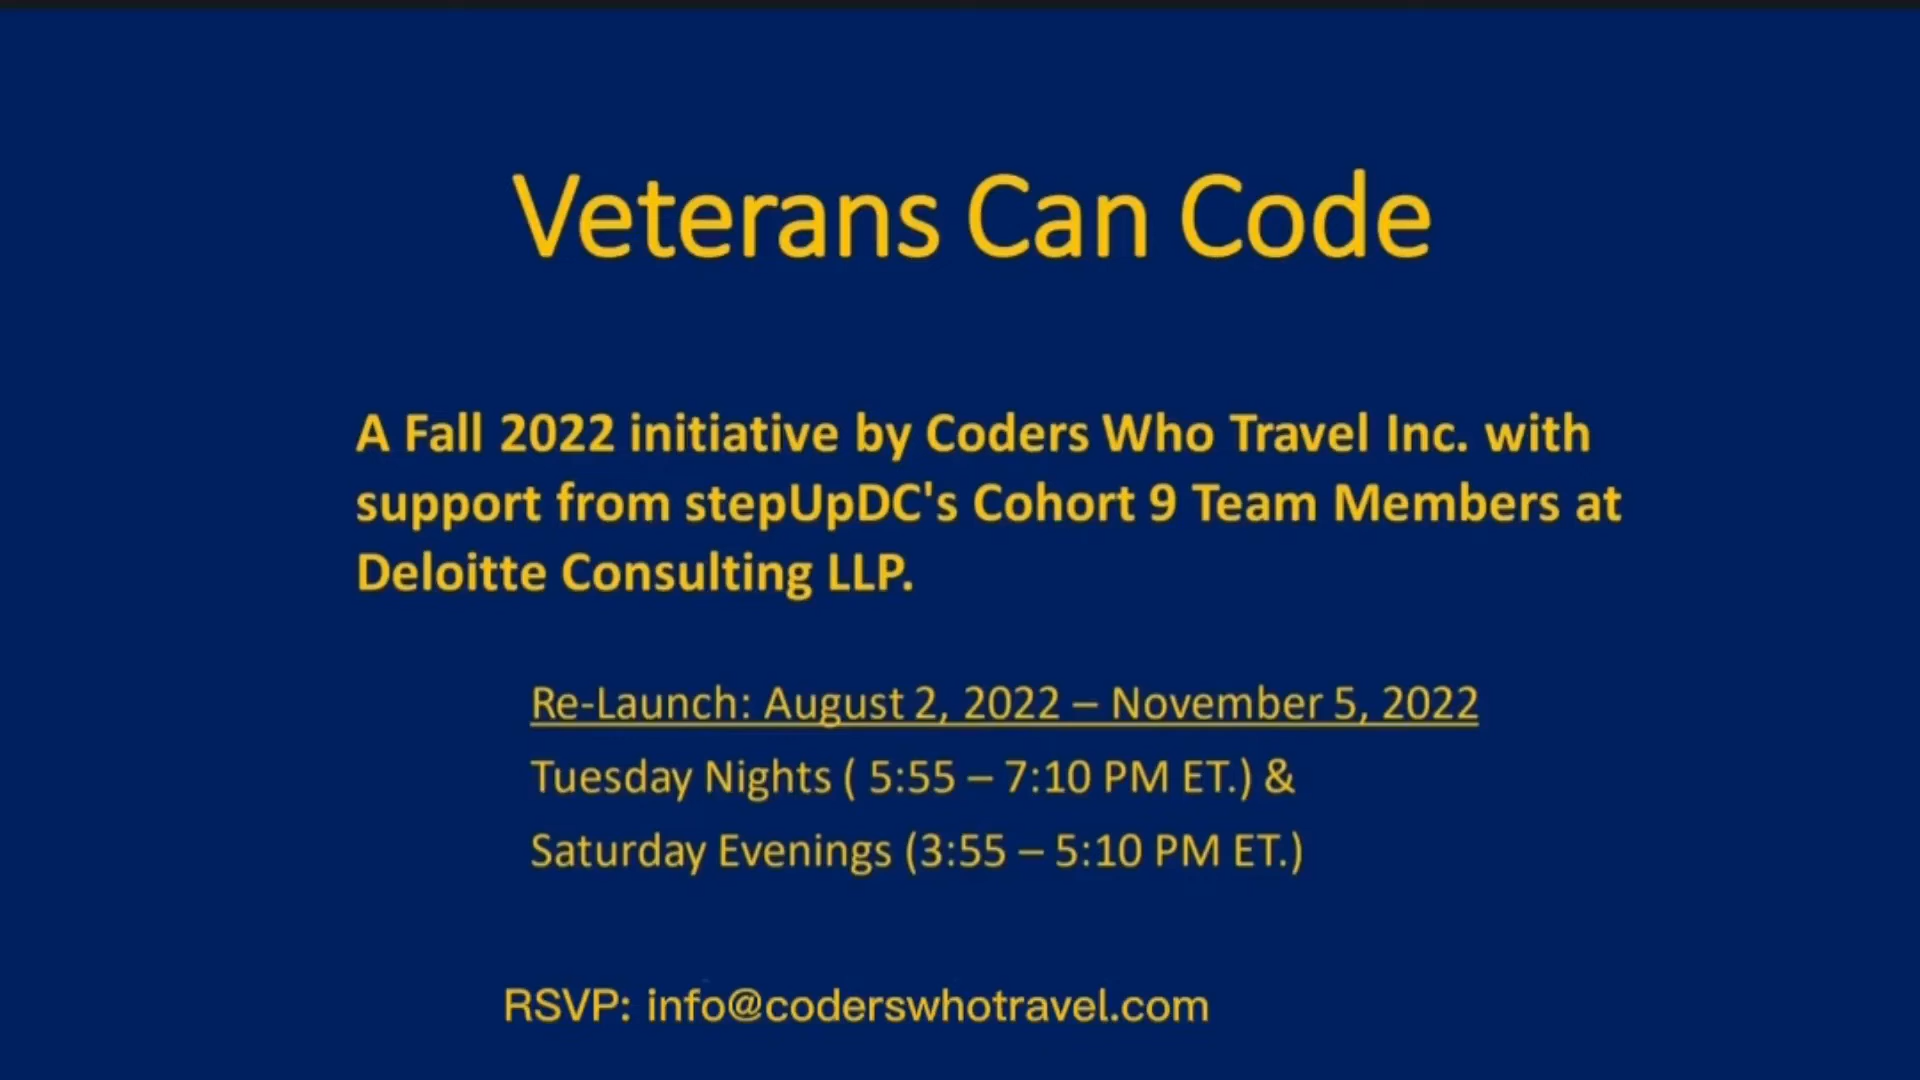 Veterans Can Code
A Fall 2022 initiative by Coders Who Travel Inc. with
support from stepUpDC's Cohort 9 Team Members at
Deloitte Consulting LLP.
Re-Launch: August 2, 2022 – November 5, 2022
Tuesday Nights ( 5:55 – 7:10 PM ET.) &
Saturday Evenings (3:55 – 5:10 PM ET.)
RSVP: info@coderswhotravel.com